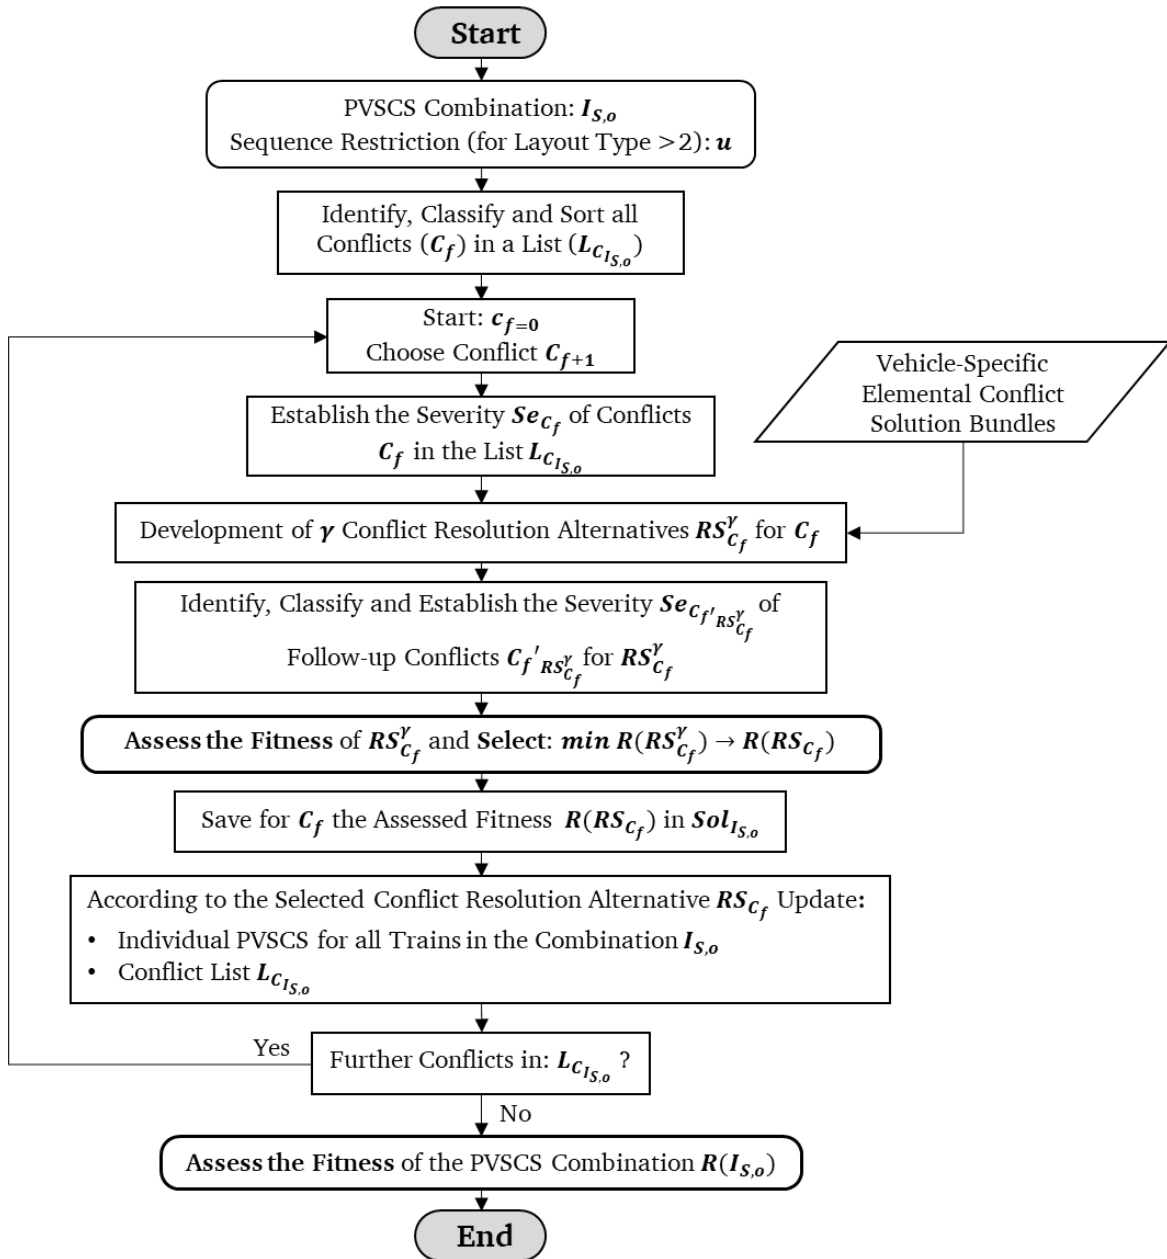 Start
PVSCS Combination: I_{S,o}
Sequence Restriction (for Layout Type >2): u
Identify, Classify and Sort all
Conflicts (C_f) in a List (L_{C_{I_{S,o}}})
Start: c_{f=0}
Choose Conflict C_{f+1}
Vehicle-Specific
Elemental Conflict
Solution Bundles
Establish the Severity Se_{C_f} of Conflicts
C_f in the List L_{C_{I_{S,o}}}
Development of γ Conflict Resolution Alternatives RS^γ_{C_f} for C_f
Identify, Classify and Establish the Severity Se_{C_{f'_{RS^γ_{C_f}}}} of
Follow-up Conflicts C_{f'_{RS^γ_{C_f}}} for RS^γ_{C_f}
Assess the Fitness of RS^γ_{C_f} and Select: min R(RS^γ_{C_f}) → R(RS_{C_f})
Save for C_f the Assessed Fitness R(RS_{C_f}) in Sol_{I_{S,o}}
According to the Selected Conflict Resolution Alternative RS_{C_f} Update:
• Individual PVSCS for all Trains in the Combination I_{S,o}
• Conflict List L_{C_{I_{S,o}}}
Yes
Further Conflicts in: L_{C_{I_{S,o}}} ?
No
Assess the Fitness of the PVSCS Combination R(I_{S,o})
End